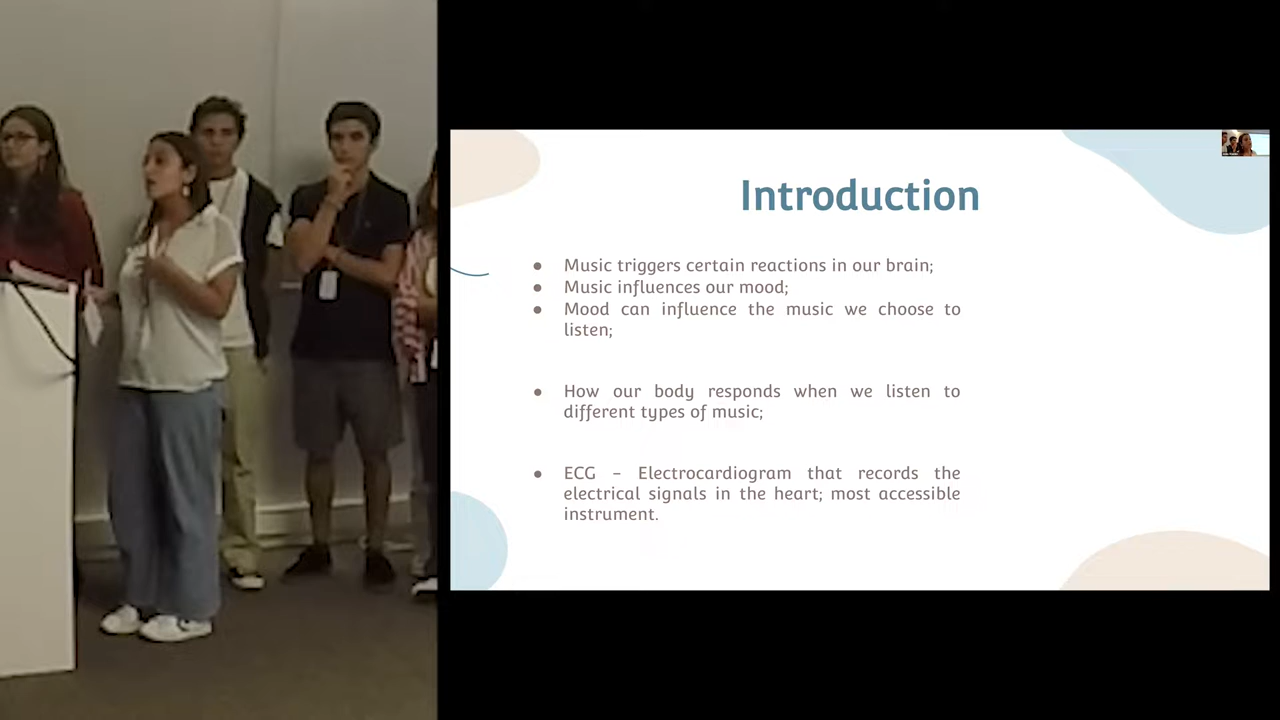 Introduction
● Music triggers certain reactions in our brain;
● Music influences our mood;
● Mood can influence the music we choose to
listen;
● How our body responds when we listen to
different types of music;
● ECG – Electrocardiogram that records the
electrical signals in the heart; most accessible
instrument.